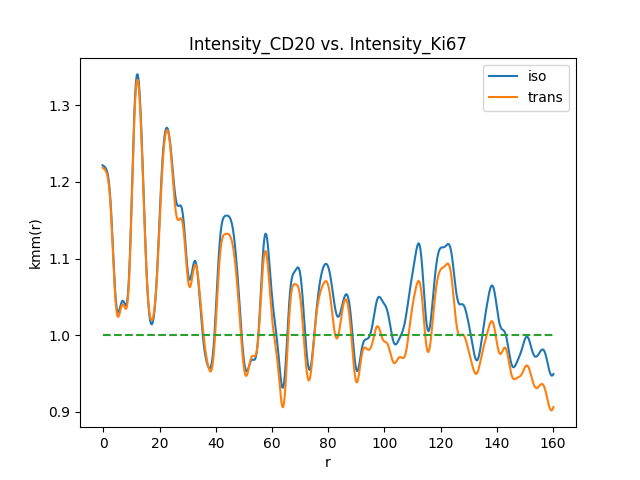 Intensity_CD20 vs. Intensity_Ki67
iso
trans
kmm(r)
1.3
1.2
1.1
1.0
0.9
0 20 40 60 80 100 120 140 160
r